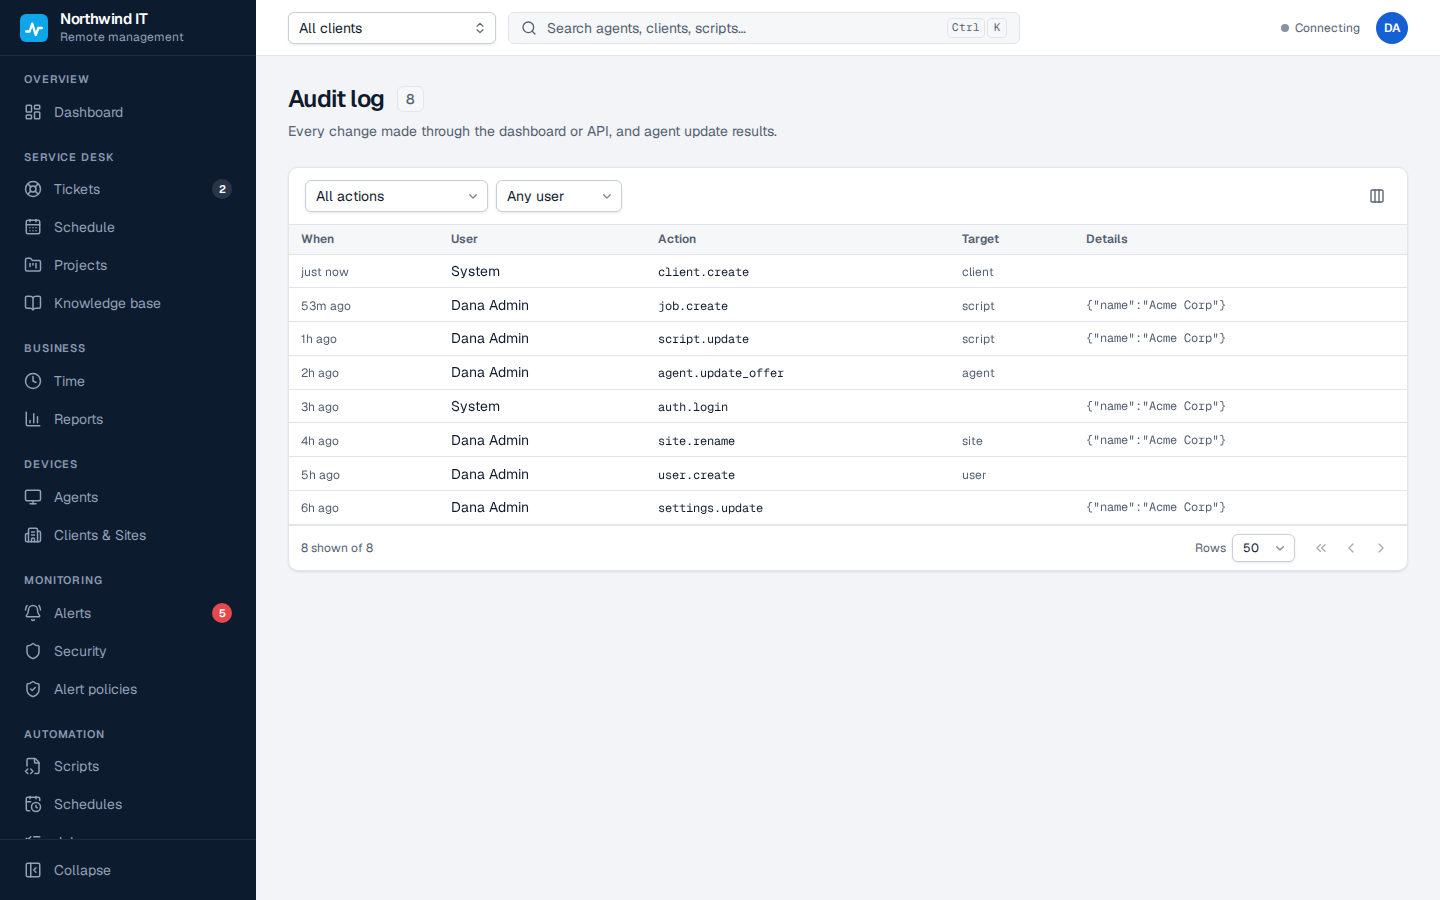 Northwind IT
Remote management
All clients
Search agents, clients, scripts...
Ctrl K
Connecting
DA
OVERVIEW
Dashboard
SERVICE DESK
Tickets 2
Schedule
Projects
Knowledge base
BUSINESS
Time
Reports
DEVICES
Agents
Clients & Sites
MONITORING
Alerts 5
Security
Alert policies
AUTOMATION
Scripts
Schedules
Collapse
Audit log 8
Every change made through the dashboard or API, and agent update results.
All actions
Any user
When User Action Target Details
just now System client.create client
53m ago Dana Admin job.create script {"name":"Acme Corp"}
1h ago Dana Admin script.update script {"name":"Acme Corp"}
2h ago Dana Admin agent.update_offer agent
3h ago System auth.login {"name":"Acme Corp"}
4h ago Dana Admin site.rename site {"name":"Acme Corp"}
5h ago Dana Admin user.create user
6h ago Dana Admin settings.update {"name":"Acme Corp"}
8 shown of 8
Rows 50